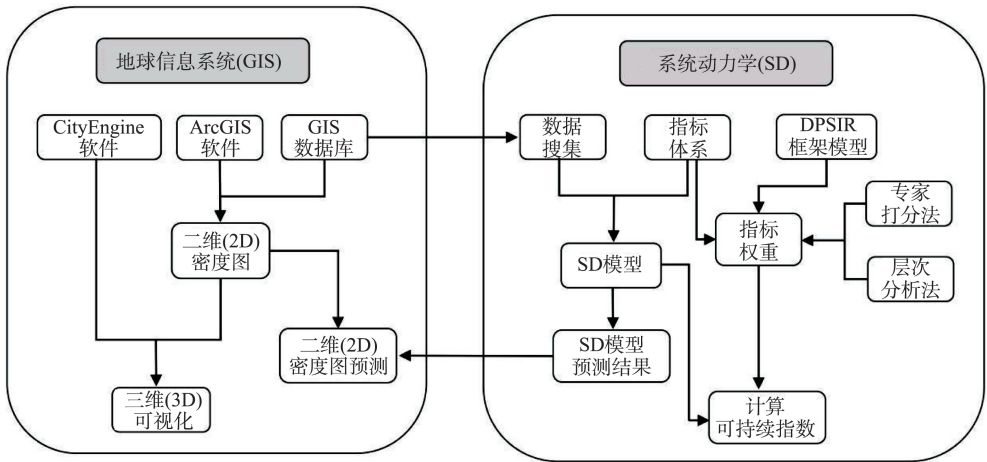 地球信息系统(GIS)
CityEngine
软件
ArcGIS
软件
GIS
数据库
二维(2D)
密度图
二维(2D)
密度图预测
三维(3D)
可视化
系统动力学(SD)
数据
搜集
指标
体系
DPSIR
框架模型
专家
打分法
指标
权重
层次
分析法
SD模型
SD模型
预测结果
计算
可持续指数